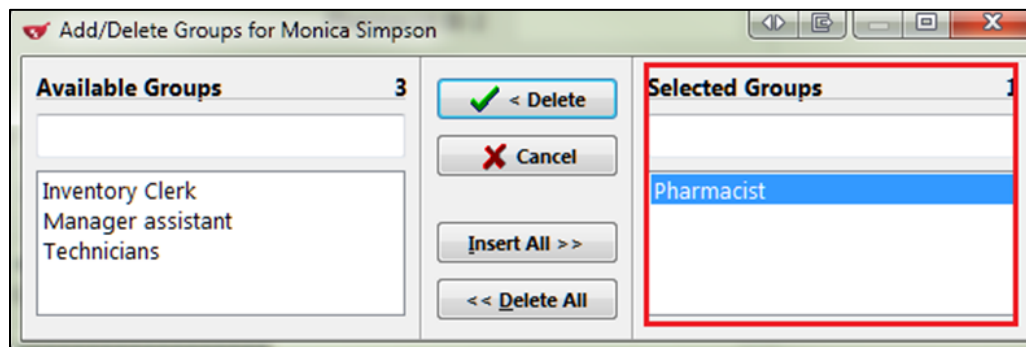 Add/Delete Groups for Monica Simpson
Available Groups 3
Inventory Clerk
Manager assistant
Technicians
< Delete
Cancel
Insert All >>
<< Delete All
Selected Groups 1
Pharmacist